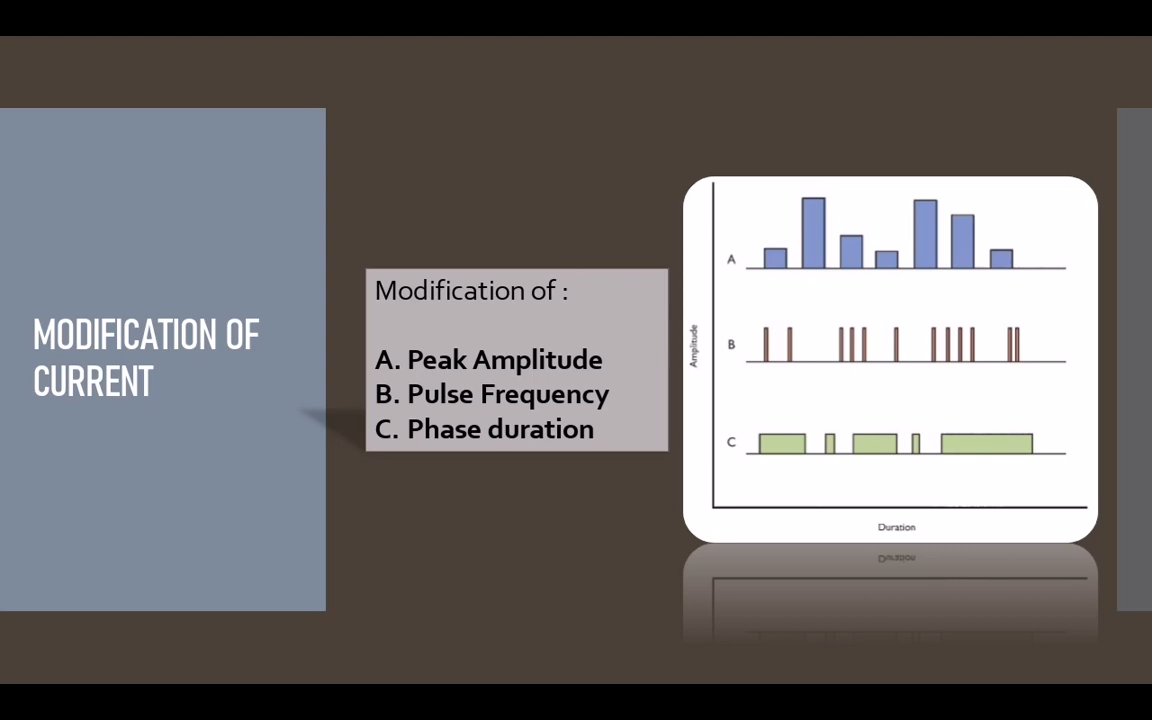 MODIFICATION OF
CURRENT
Modification of :
A. Peak Amplitude
B. Pulse Frequency
C. Phase duration
A
B
C
Amplitude
Duration